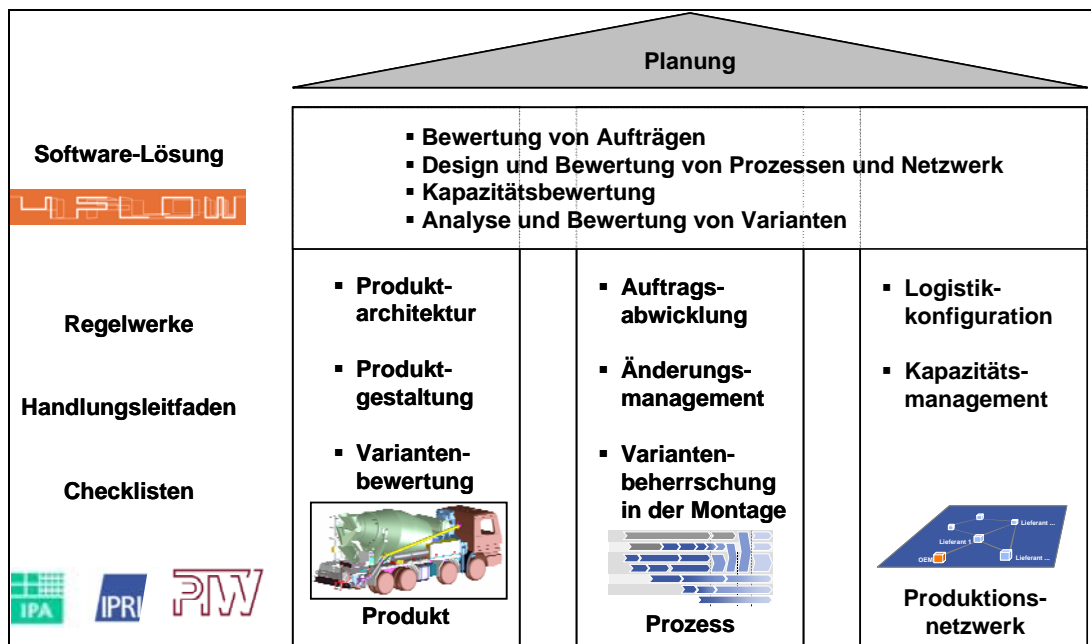 Planung
Software-Lösung
4FLOW
▪ Bewertung von Aufträgen
▪ Design und Bewertung von Prozessen und Netzwerk
▪ Kapazitätsbewertung
▪ Analyse und Bewertung von Varianten
Regelwerke
Handlungsleitfaden
Checklisten
IPA
IPRI
PTW
▪ Produkt-
architektur
▪ Produkt-
gestaltung
▪ Varianten-
bewertung
Produkt
▪ Auftrags-
abwicklung
▪ Änderungs-
management
▪ Varianten-
beherrschung
in der Montage
Prozess
▪ Logistik-
konfiguration
▪ Kapazitäts-
management
Lieferant ...
Lieferant 1
Lieferant ...
OEM
Produktions-
netzwerk